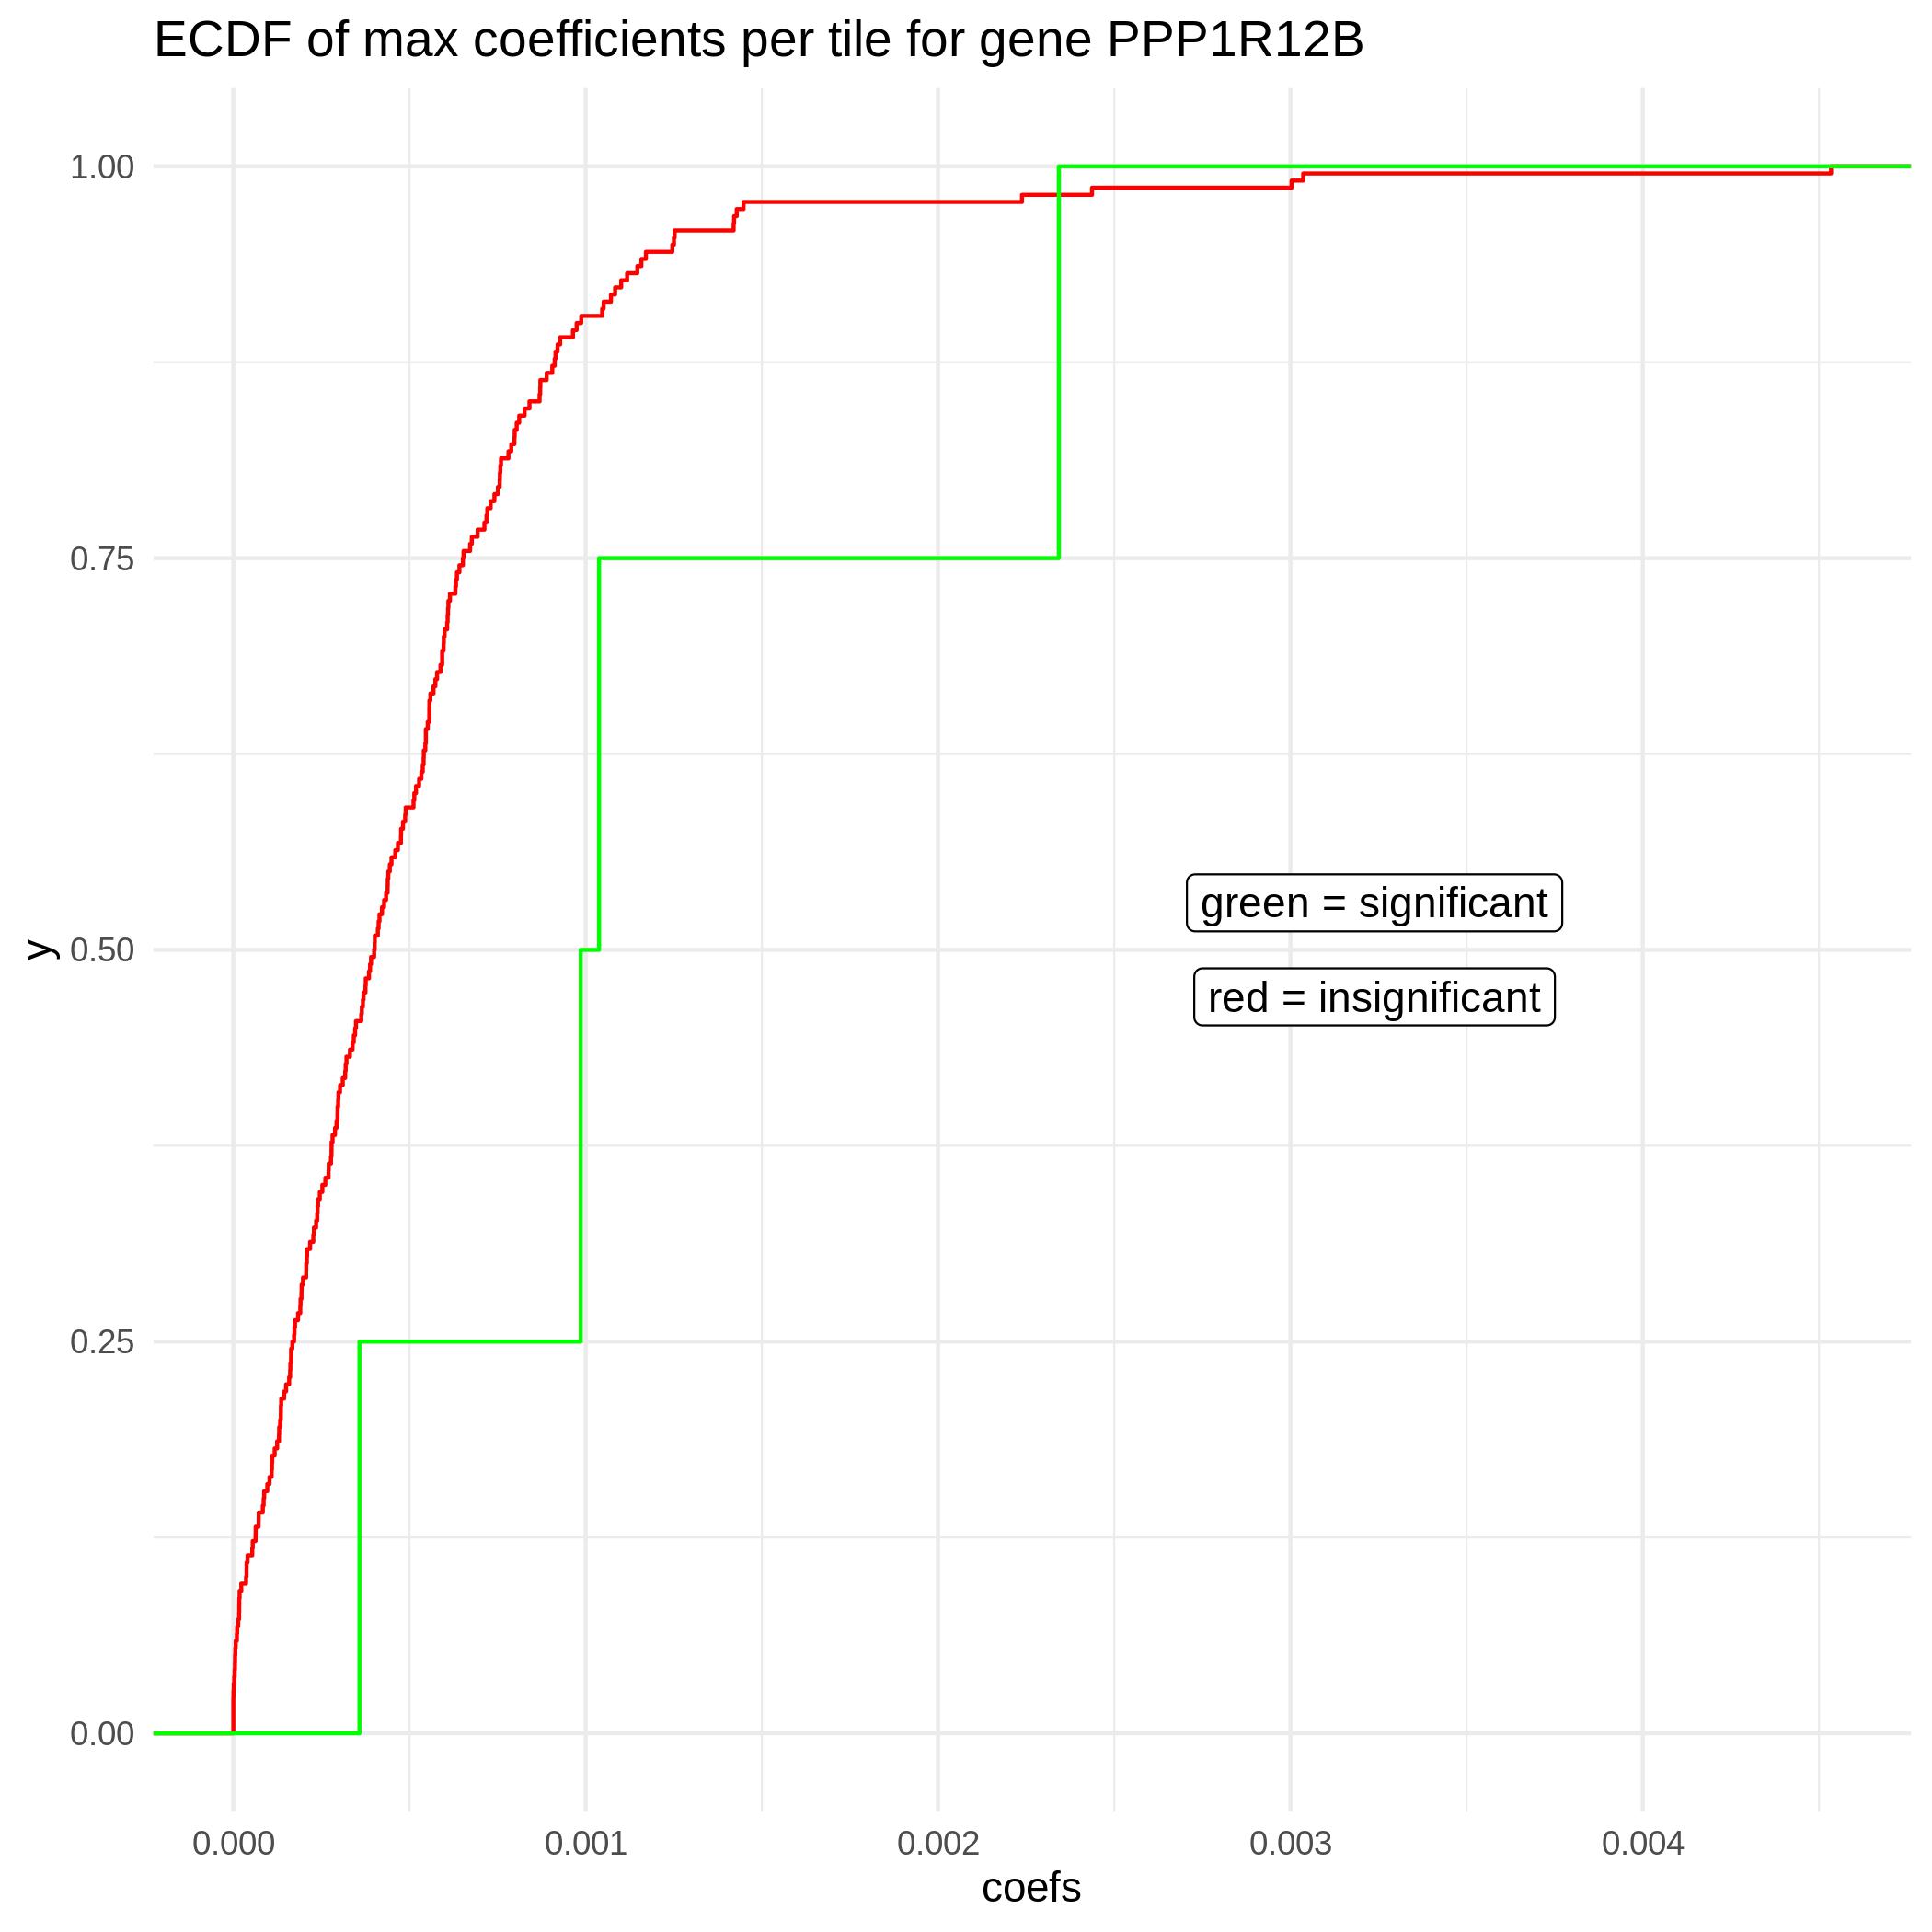 ECDF of max coefficients per tile for gene PPP1R12B
1.00
0.75
0.50
0.25
0.00
y
green = significant
red = insignificant
0.000 0.001 0.002 0.003 0.004
coefs